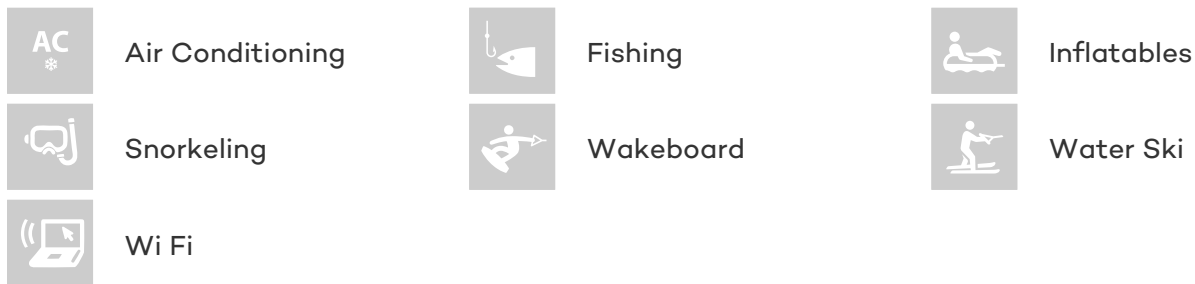 AC
Air Conditioning
Fishing
Inflatables
Snorkeling
Wakeboard
Water Ski
Wi Fi